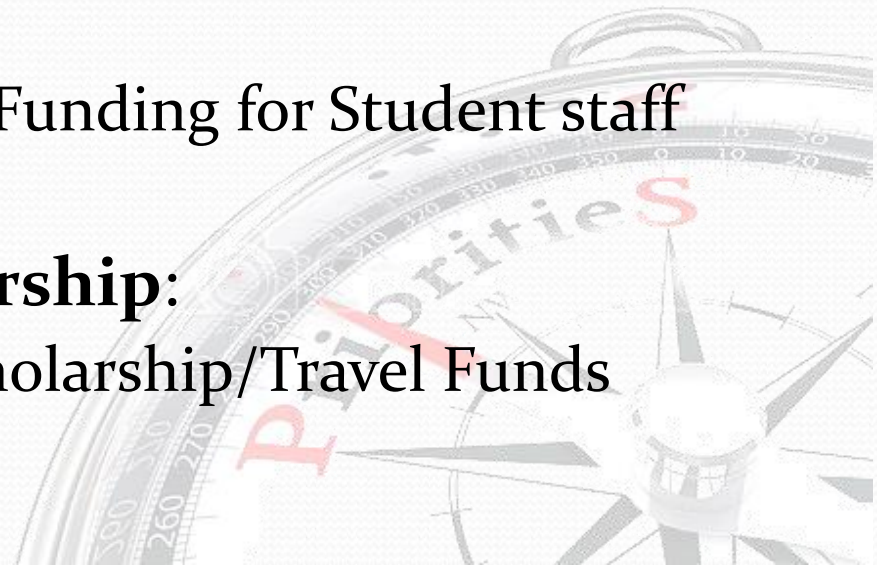 Funding for Student staff
PrioritieS
rship:
holarship/Travel Funds